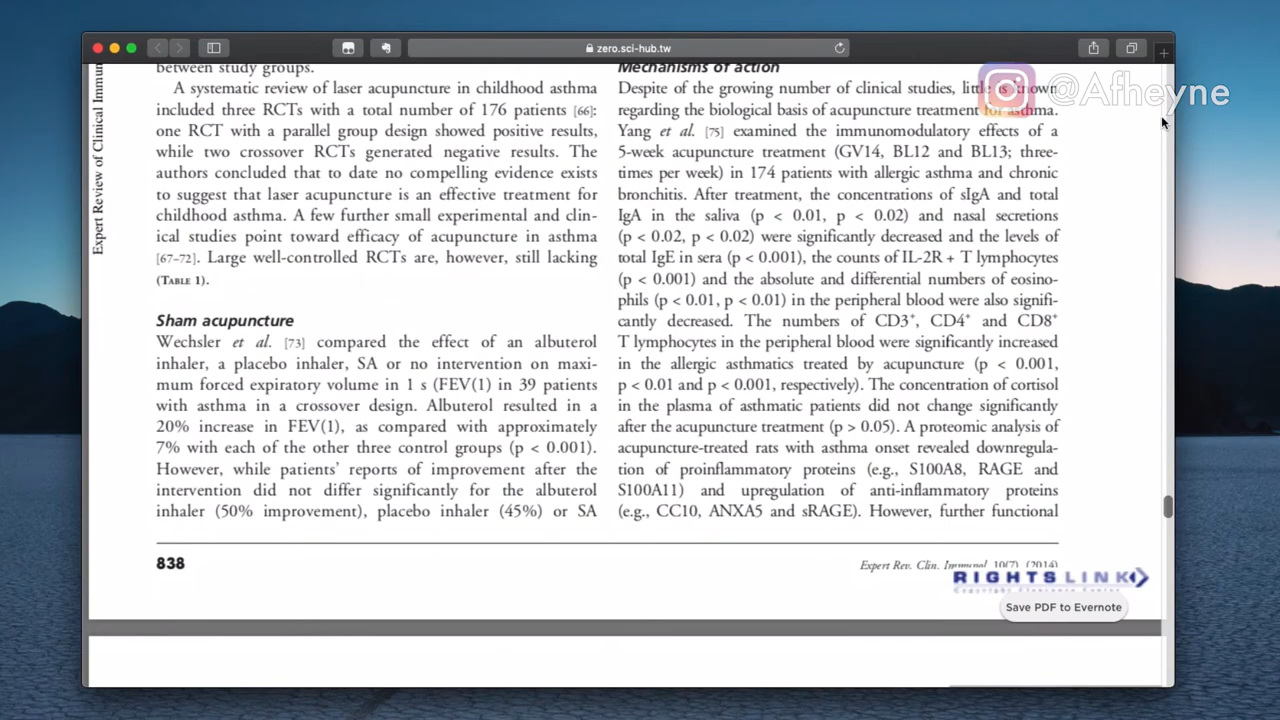 zero.sci-hub.tw
@Afheyne
Expert Review of Clinical Immun
between study groups.
A systematic review of laser acupuncture in childhood asthma
included three RCTs with a total number of 176 patients [66]:
one RCT with a parallel group design showed positive results,
while two crossover RCTs generated negative results. The
authors concluded that to date no compelling evidence exists
to suggest that laser acupuncture is an effective treatment for
childhood asthma. A few further small experimental and clin-
ical studies point toward efficacy of acupuncture in asthma
[67–72]. Large well-controlled RCTs are, however, still lacking
(TABLE 1).
Sham acupuncture
Wechsler et al. [73] compared the effect of an albuterol
inhaler, a placebo inhaler, SA or no intervention on maxi-
mum forced expiratory volume in 1 s (FEV(1) in 39 patients
with asthma in a crossover design. Albuterol resulted in a
20% increase in FEV(1), as compared with approximately
7% with each of the other three control groups (p < 0.001).
However, while patients' reports of improvement after the
intervention did not differ significantly for the albuterol
inhaler (50% improvement), placebo inhaler (45%) or SA
Mechanisms of action
Despite of the growing number of clinical studies, little is known
regarding the biological basis of acupuncture treatment for asthma.
Yang et al. [75] examined the immunomodulatory effects of a
5-week acupuncture treatment (GV14, BL12 and BL13; three-
times per week) in 174 patients with allergic asthma and chronic
bronchitis. After treatment, the concentrations of sIgA and total
IgA in the saliva (p < 0.01, p < 0.02) and nasal secretions
(p < 0.02, p < 0.02) were significantly decreased and the levels of
total IgE in sera (p < 0.001), the counts of IL-2R + T lymphocytes
(p < 0.001) and the absolute and differential numbers of eosino-
phils (p < 0.01, p < 0.01) in the peripheral blood were also signifi-
cantly decreased. The numbers of CD3⁺, CD4⁺ and CD8⁺
T lymphocytes in the peripheral blood were significantly increased
in the allergic asthmatics treated by acupuncture (p < 0.001,
p < 0.01 and p < 0.001, respectively). The concentration of cortisol
in the plasma of asthmatic patients did not change significantly
after the acupuncture treatment (p > 0.05). A proteomic analysis of
acupuncture-treated rats with asthma onset revealed downregula-
tion of proinflammatory proteins (e.g., S100A8, RAGE and
S100A11) and upregulation of anti-inflammatory proteins
(e.g., CC10, ANXA5 and sRAGE). However, further functional
838
Expert Rev. Clin. Immunol. 10(7) (2014)
RIGHTSLINK
Save PDF to Evernote